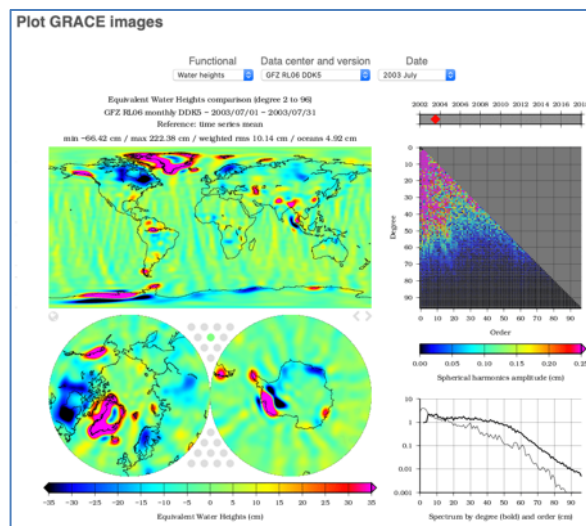 Plot GRACE images
Functional Data center and version Date
Water heights GFZ RL06 DDK5 2003 July
Equivalent Water Heights comparison (degree 2 to 96)
GFZ RL06 monthly DDK5 - 2003/07/01 - 2003/07/31
Reference: time series mean
min -66.42 cm / max 222.38 cm / weighted rms 10.14 cm / oceans 4.92 cm
2002 2004 2006 2008 2010 2012 2014 2016 2018
0
10
20
30
40
50
60
70
80
90
Degree
0 10 20 30 40 50 60 70 80 90
Order
0.00 0.05 0.10 0.15 0.20 0.25
Spherical harmonics amplitude (cm)
10
1
0.1
0.01
0.001
0 10 20 30 40 50 60 70 80 90
Spectrum by degree (bold) and order (cm)
-35 -30 -25 -20 -15 -10 -5 0 5 10 15 20 25 30 35
Equivalent Water Heights (cm)